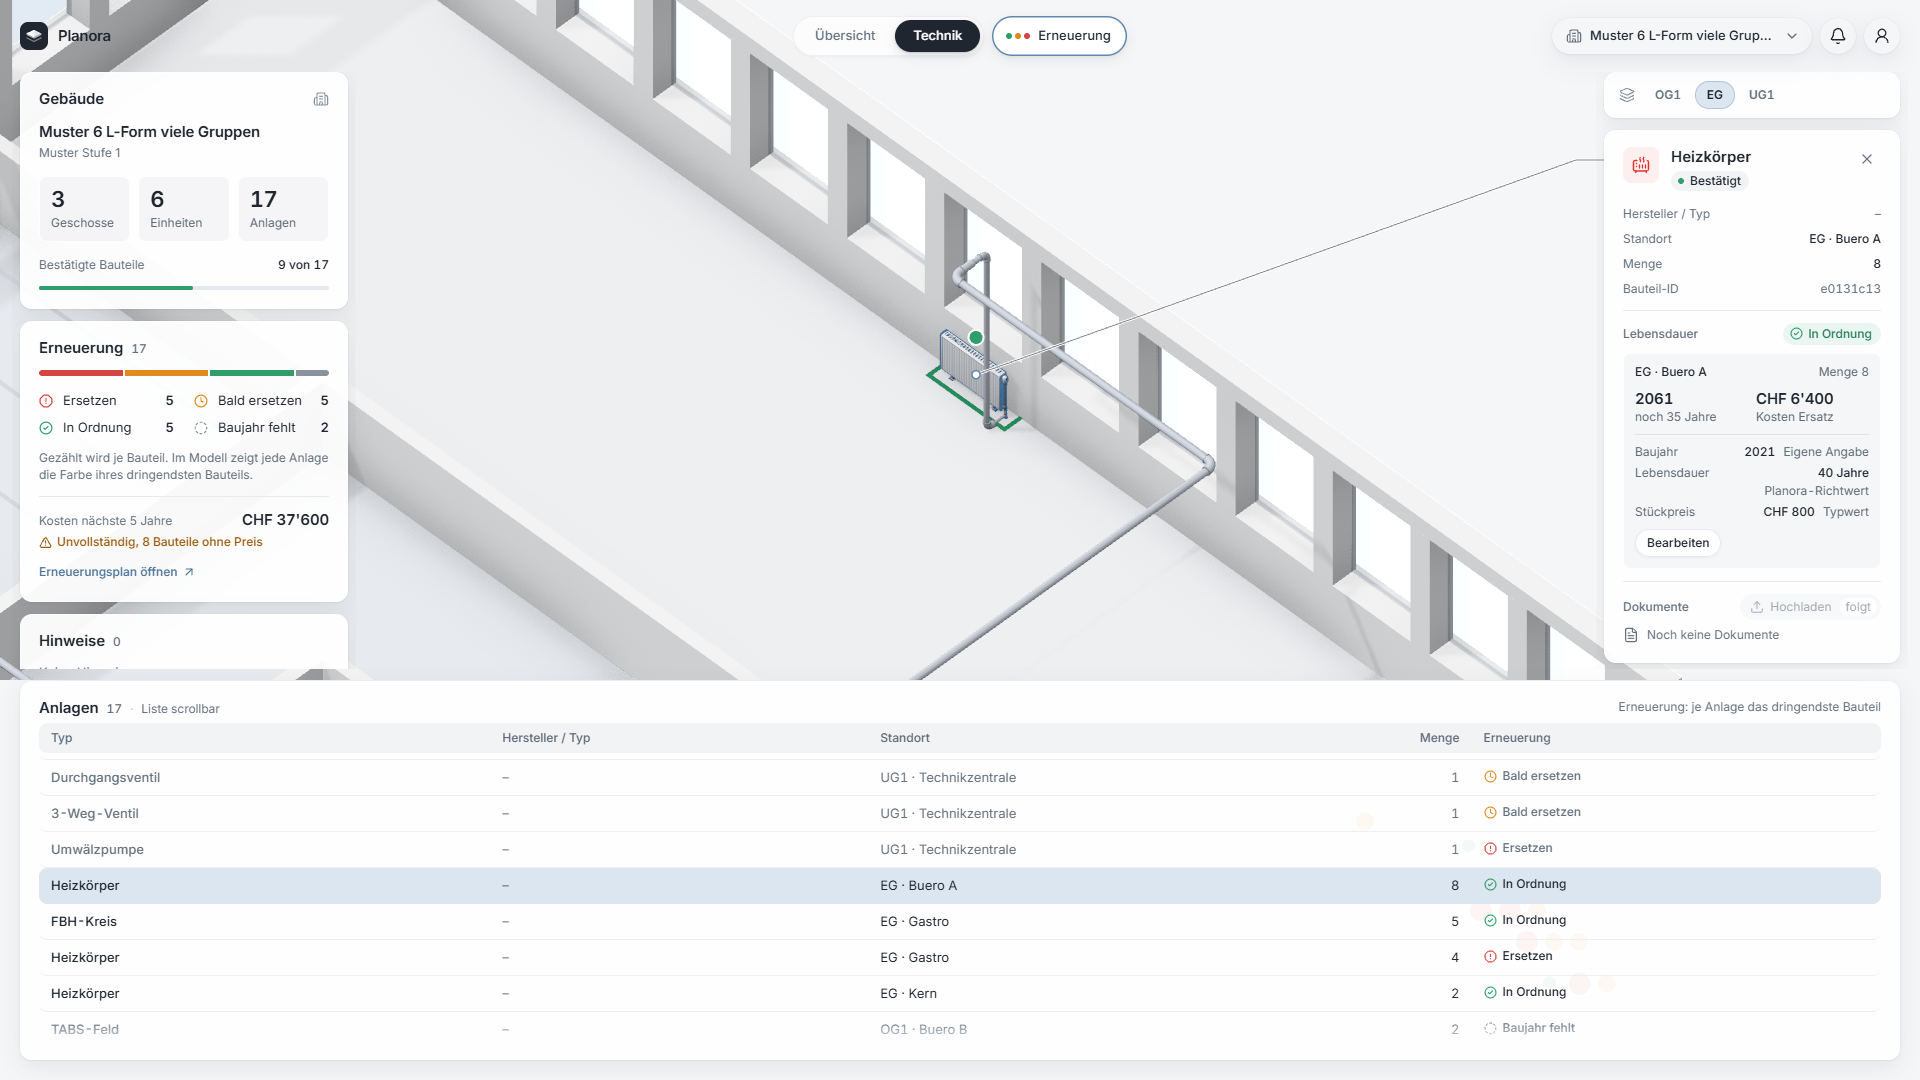 Planora
Übersicht
Technik
Erneuerung
Muster 6 L-Form viele Grup...
Gebäude
Muster 6 L-Form viele Gruppen
Muster Stufe 1
3 6 17
Geschosse Einheiten Anlagen
Bestätigte Bauteile 9 von 17
Erneuerung 17
Ersetzen 5 Bald ersetzen 5
In Ordnung 5 Baujahr fehlt 2
Gezählt wird je Bauteil. Im Modell zeigt jede Anlage
die Farbe ihres dringendsten Bauteils.
Kosten nächste 5 Jahre CHF 37'600
Unvollständig, 8 Bauteile ohne Preis
Erneuerungsplan öffnen
Hinweise 0
OG1 EG UG1
Heizkörper
Bestätigt
Hersteller / Typ –
Standort EG · Buero A
Menge 8
Bauteil-ID e0131c13
Lebensdauer In Ordnung
EG · Buero A Menge 8
2061 CHF 6'400
noch 35 Jahre Kosten Ersatz
Baujahr 2021 Eigene Angabe
Lebensdauer 40 Jahre
Planora-Richtwert
Stückpreis CHF 800 Typwert
Bearbeiten
Dokumente Hochladen folgt
Noch keine Dokumente
Anlagen 17 · Liste scrollbar
Erneuerung: je Anlage das dringendste Bauteil
Typ Hersteller / Typ Standort Menge Erneuerung
Durchgangsventil – UG1 · Technikzentrale 1 Bald ersetzen
3-Weg-Ventil – UG1 · Technikzentrale 1 Bald ersetzen
Umwälzpumpe – UG1 · Technikzentrale 1 Ersetzen
Heizkörper – EG · Buero A 8 In Ordnung
FBH-Kreis – EG · Gastro 5 In Ordnung
Heizkörper – EG · Gastro 4 Ersetzen
Heizkörper – EG · Kern 2 In Ordnung
TABS-Feld – OG1 · Buero B 2 Baujahr fehlt